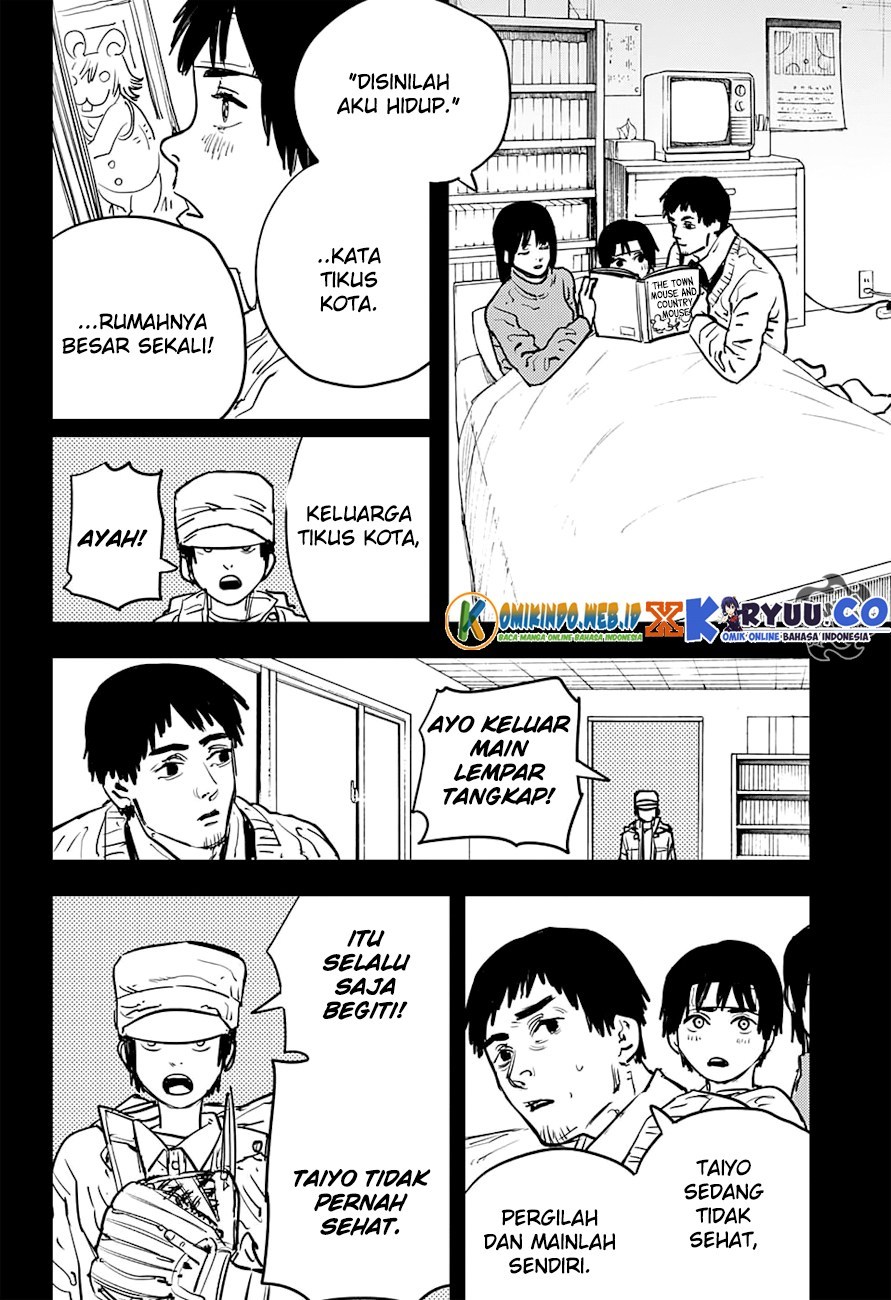 "DISINILAH
AKU HIDUP."
..KATA
TIKUS
KOTA.
...RUMAHNYA
BESAR SEKALI!
THE TOWN
MOUSE AND
COUNTRY
MOUSE
KELUARGA
TIKUS KOTA,
AYAH!
KOMIKINDO.WEB.ID
BACA MANGA ONLINE BAHASA INDONESIA
X
KIRYUU.CO
OMIK ONLINE BAHASA INDONESIA
AYO KELUAR
MAIN
LEMPAR
TANGKAP!
TAIYO
SEDANG
TIDAK
SEHAT,
PERGILAH
DAN MAINLAH
SENDIRI.
ITU
SELALU
SAJA
BEGITI!
TAIYO TIDAK
PERNAH
SEHAT.